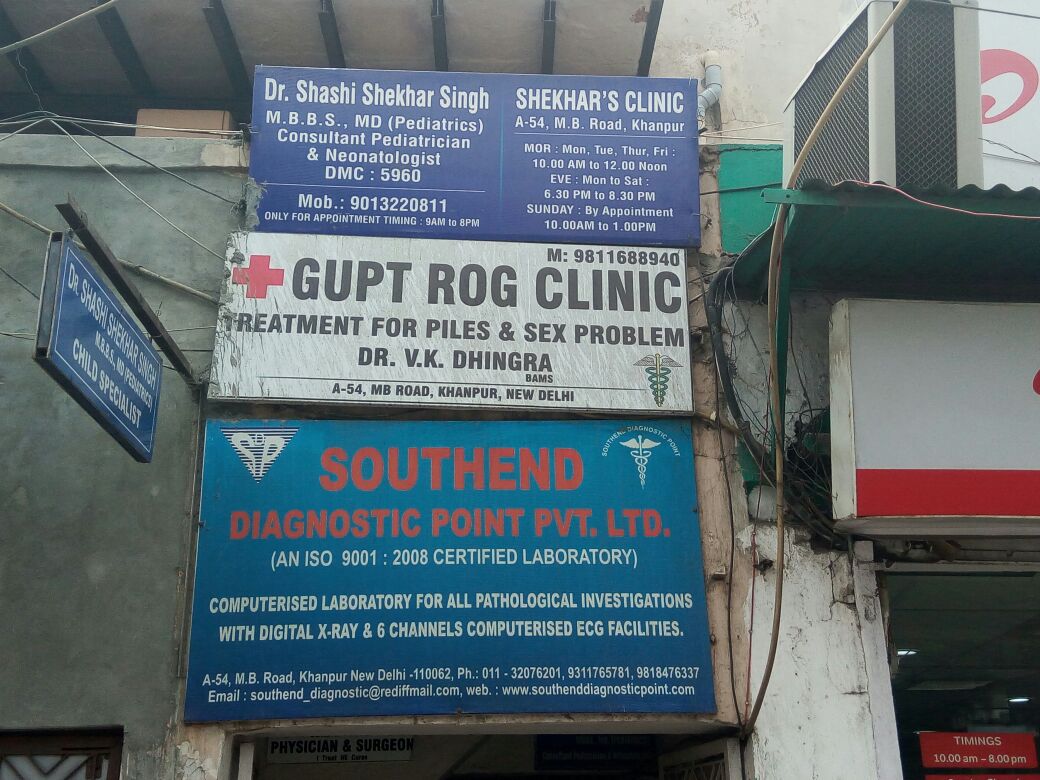 Dr. Shashi Shekhar Singh
M.B.B.S., MD (Pediatrics)
Consultant Pediatrician
& Neonatologist
DMC : 5960
Mob.: 9013220811
ONLY FOR APPOINTMENT TIMING : 9AM to 8PM
SHEKHAR'S CLINIC
A-54, M.B. Road, Khanpur
MOR : Mon, Tue, Thur, Fri :
10.00 AM to 12.00 Noon
EVE : Mon to Sat :
6.30 PM to 8.30 PM
SUNDAY : By Appointment
10.00AM to 1.00PM
M: 9811688940
GUPT ROG CLINIC
TREATMENT FOR PILES & SEX PROBLEM
DR. V.K. DHINGRA
BAMS
A-54, MB ROAD, KHANPUR, NEW DELHI
DR. SHASHI SHEKHAR SINGH
M.B.B.S., MD (PEDIATRICS)
CHILD SPECIALIST
SOUTHEND DIAGNOSTIC POINT
SOUTHEND
DIAGNOSTIC POINT PVT. LTD.
(AN ISO 9001 : 2008 CERTIFIED LABORATORY)
COMPUTERISED LABORATORY FOR ALL PATHOLOGICAL INVESTIGATIONS
WITH DIGITAL X-RAY & 6 CHANNELS COMPUTERISED ECG FACILITIES.
A-54, M.B. Road, Khanpur New Delhi -110062, Ph.: 011 - 32076201, 9311765781, 9818476337
Email : southend_diagnostic@rediffmail.com, web. : www.southenddiagnosticpoint.com
PHYSICIAN & SURGEON
I Treat HE Cures
TIMINGS
10.00 am – 8.00 pm